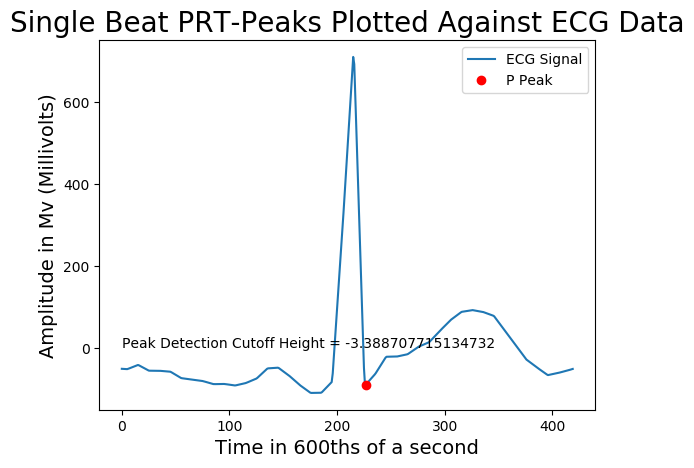 Single Beat PRT-Peaks Plotted Against ECG Data
ECG Signal
P Peak
Amplitude in Mv (Millivolts)
600
400
200
0
Peak Detection Cutoff Height = -3.388707715134732
0 100 200 300 400
Time in 600ths of a second